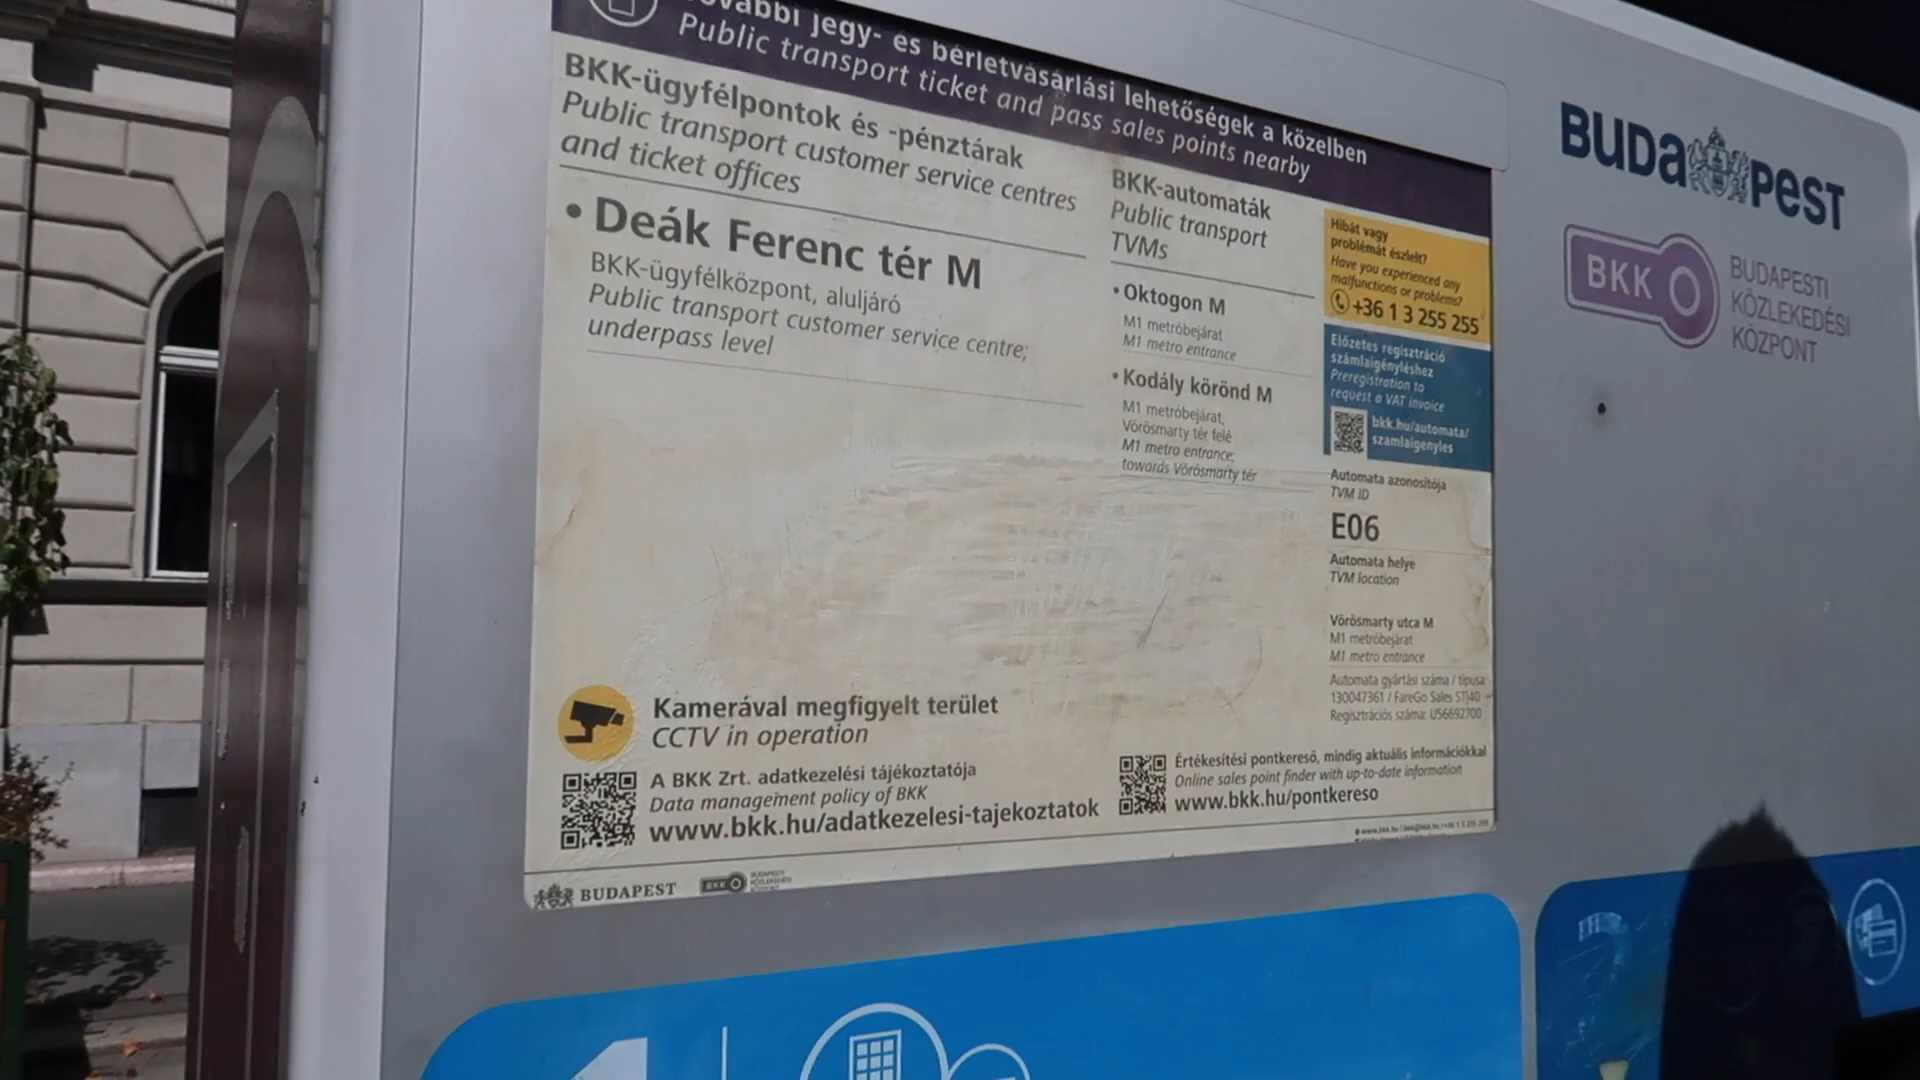 További jegy- és bérletvásárlási lehetőségek a közelben
Public transport ticket and pass sales points nearby
BKK-ügyfélpontok és -pénztárak
Public transport customer service centres
and ticket offices
• Deák Ferenc tér M
BKK-ügyfélközpont, aluljáró
Public transport customer service centre;
underpass level
BKK-automaták
Public transport
TVMs
• Oktogon M
M1 metróbejárat
M1 metro entrance
• Kodály körönd M
M1 metróbejárat,
Vörösmarty tér felé
M1 metro entrance;
towards Vörösmarty tér
Hibát vagy
problémát észlelt?
Have you experienced any
malfunctions or problems?
+36 1 3 255 255
Előzetes regisztráció
számlaigényléshez
Preregistration to
request a VAT invoice
bkk.hu/automata/
szamlaigenyles
Automata azonosítója
TVM ID
E06
Automata helye
TVM location
Vörösmarty utca M
M1 metróbejárat
M1 metro entrance
Automata gyártási száma / típusa:
130047361 / FareGo Sales ST|40
Regisztrációs száma: U56692700
Kamerával megfigyelt terület
CCTV in operation
A BKK Zrt. adatkezelési tájékoztatója
Data management policy of BKK
www.bkk.hu/adatkezelesi-tajekoztatok
Értékesítési pontkereső, mindig aktuális információkkal
Online sales point finder with up-to-date information
www.bkk.hu/pontkereso
BUDAPEST
BKK
BUDAPESTI
KÖZLEKEDÉSI
KÖZPONT
BUDAPEST
BKK
BUDAPESTI
KÖZLEKEDÉSI
KÖZPONT
1